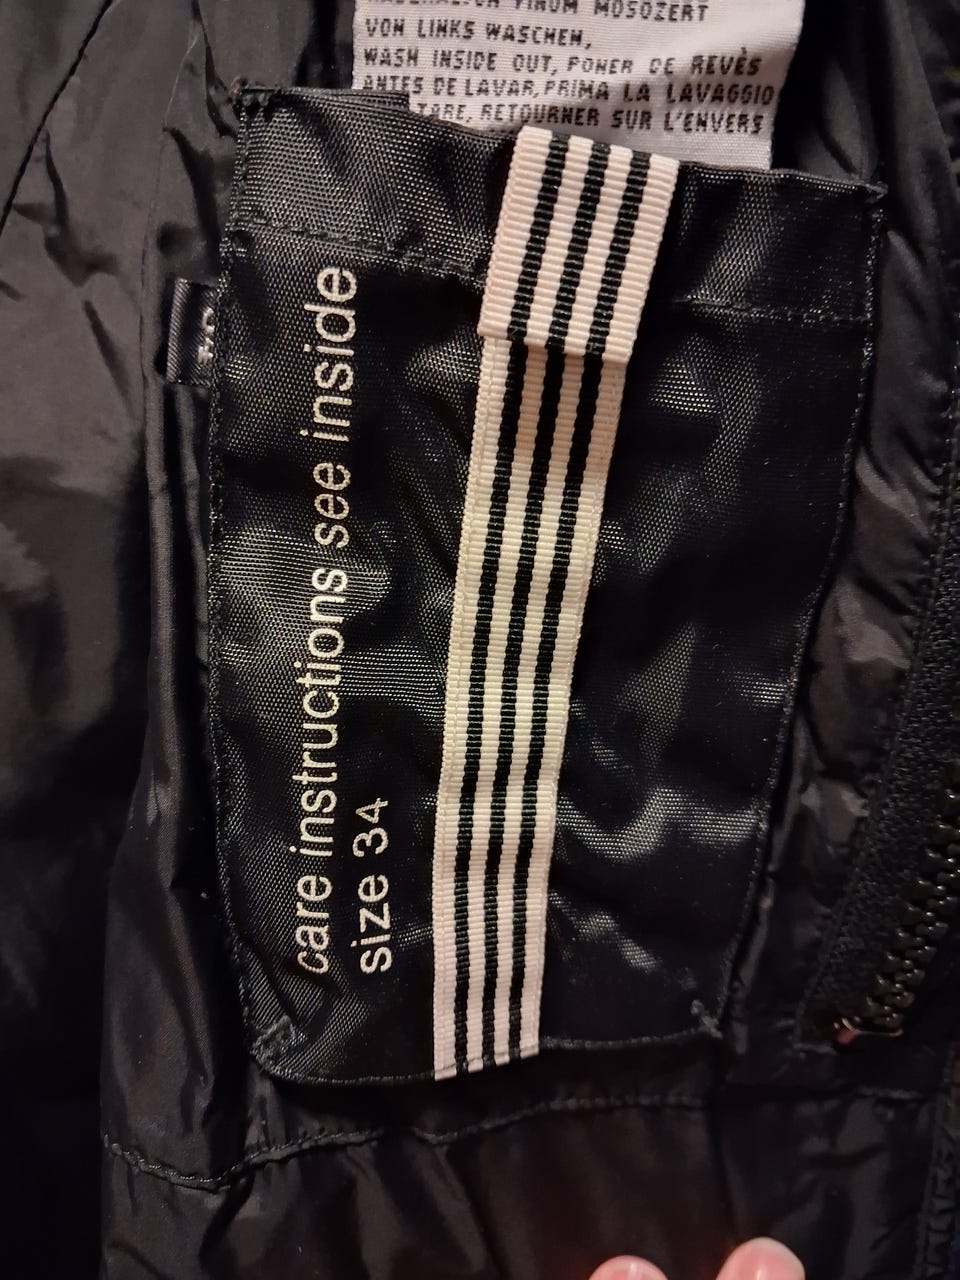 VON LINKS WASCHEN,
WASH INSIDE OUT, PONER DE REVÈS
ANTES DE LAVAR, PRIMA LA LAVAGGIO
RETOURNER SUR L'ENVERS
care instructions see inside
size 34